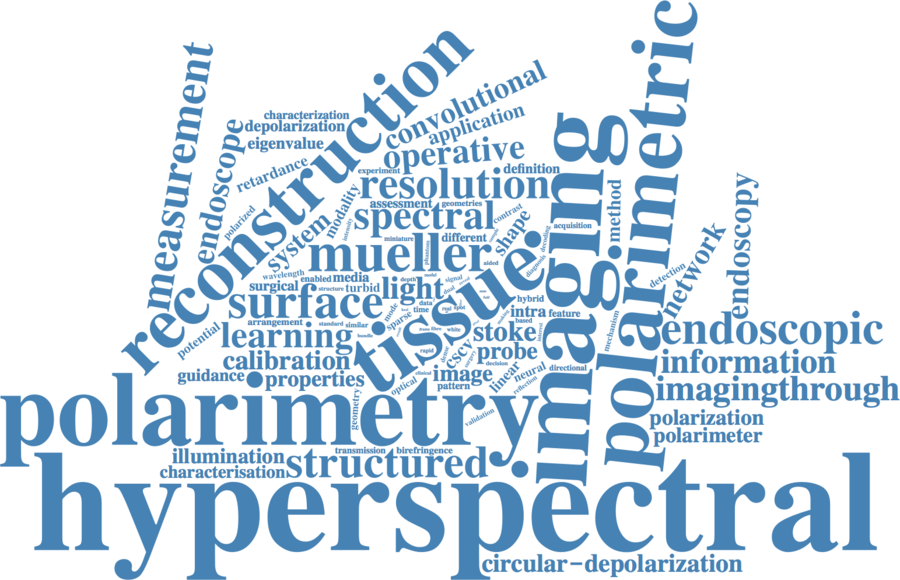 measurement
reconstruction
polarimetric
imaging
characterization
depolarization
eigenvalue
endoscope
retardance
polarized
convolutional
application
operative
experiment
definition
resolution
assessment
geometries
modality
system
spectral
contrast
shape
method
acquisition
miniature
different
mueller
aided
wavelength
enabled
media
surgical
structure
turbid
light
tissue
signal
decoding
diagnosis
network
detection
endoscopy
surface
mode
data
time
sparse
hybrid
intra
feature
based
potential
arrangement
standard
similar
learning
white
rapid
stoke
cscv
probe
mechanism
endoscopic
information
imagingthrough
calibration
guidance
properties
optical
clinical
image
pattern
surgery
decision
linear
neural
reflection
directional
geometry
validation
polarimetry
polarization
polarimeter
transmission
birefringence
illumination
characterisation
structured
hyperspectral
circular-depolarization